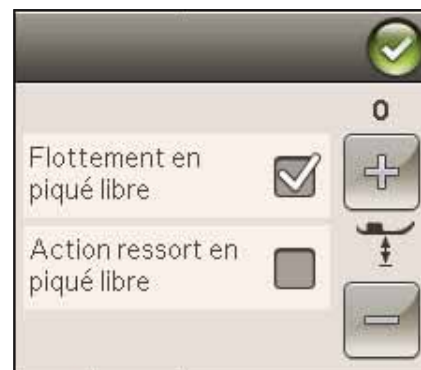 0
Flottement en
piqué libre
Action ressort en
piqué libre